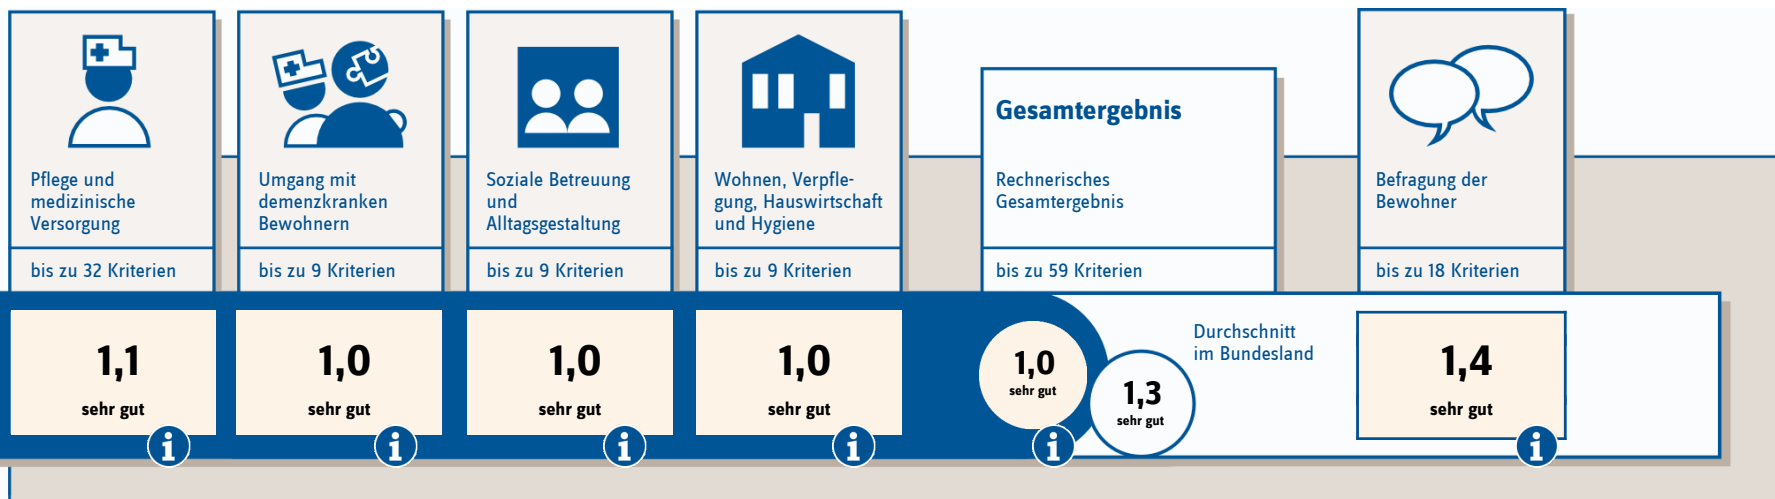 Pflege und
medizinische
Versorgung
bis zu 32 Kriterien
1,1
sehr gut
Umgang mit
demenzkranken
Bewohnern
bis zu 9 Kriterien
1,0
sehr gut
Soziale Betreuung
und
Alltagsgestaltung
bis zu 9 Kriterien
1,0
sehr gut
Wohnen, Verpfle-
gung, Hauswirtschaft
und Hygiene
bis zu 9 Kriterien
1,0
sehr gut
Gesamtergebnis
Rechnerisches
Gesamtergebnis
bis zu 59 Kriterien
1,0
sehr gut
1,3
sehr gut
Durchschnitt
im Bundesland
Befragung der
Bewohner
bis zu 18 Kriterien
1,4
sehr gut